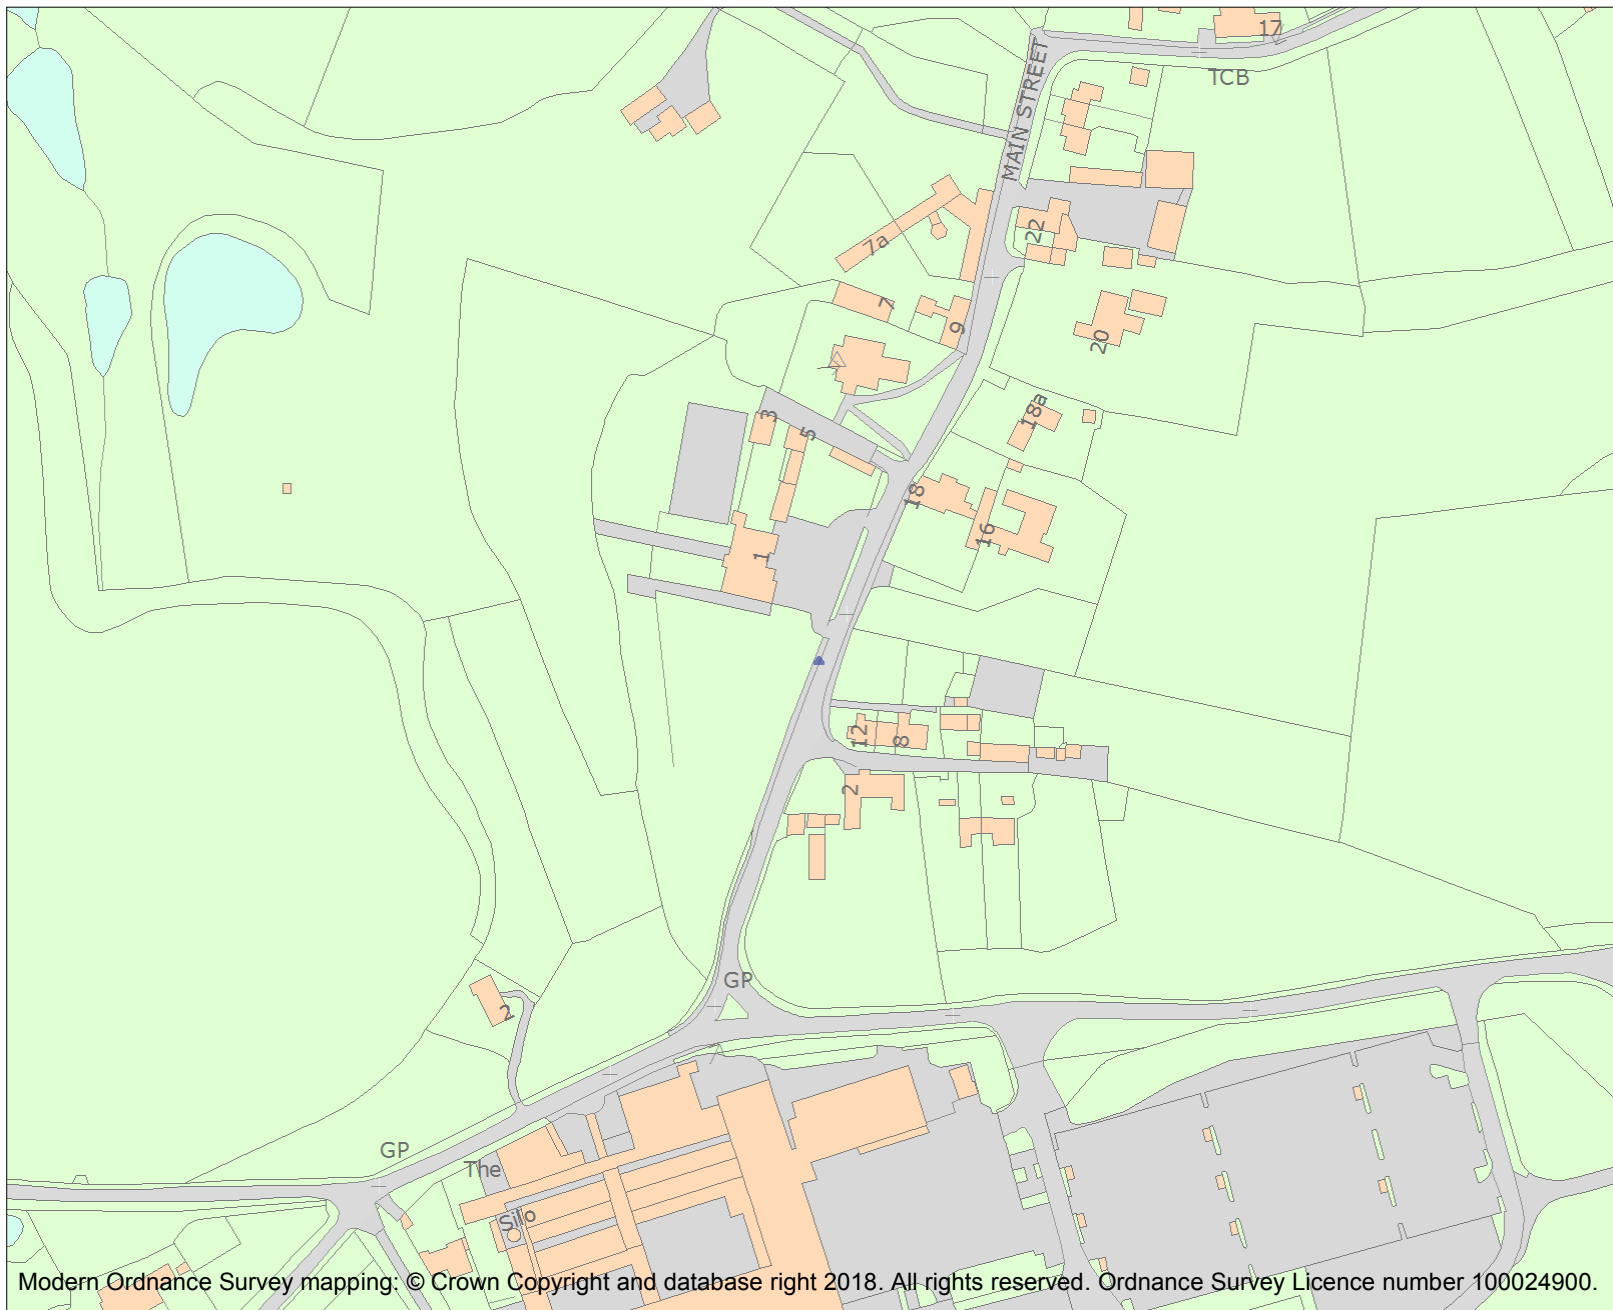 17
TCB
MAIN STREET
22
7a
7
9
20
18a
3
5
18
16
1
12
8
2
GP
2
GP
The
Silo
Modern Ordnance Survey mapping: © Crown Copyright and database right 2018. All rights reserved. Ordnance Survey Licence number 100024900.